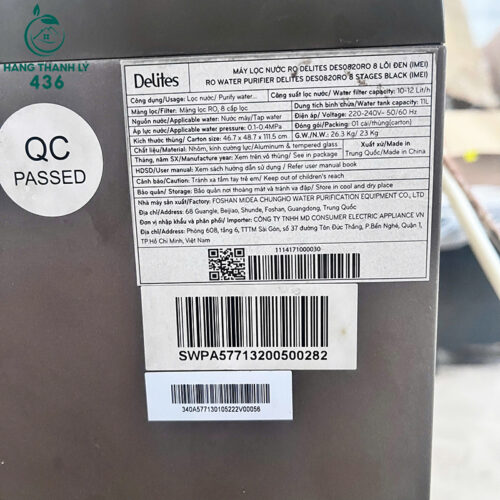 HÀNG THANH LÝ
436
QC
PASSED
Delites
MÁY LỌC NƯỚC RO DELITES DES0820RO 8 LÕI ĐEN (IMEI)
RO WATER PURIFIER DELITES DES0820RO 8 STAGES BLACK (IMEI)
Công dụng/Usage: Lọc nước/ Purify water...
Công suất lọc nước/ Water filter capacity: 10-12 Lít/h
Màng lọc/Filter: Màng RO, 8 cấp lọc
Dung tích bình chứa/Water tank capacity: 11L
Nguồn nước/Applicable water: Nước máy/Tap water
Điện áp/ Voltage: 220-240V~ 50/60 Hz
Áp lực nước/Applicable water pressure: 0.1-0.4MPa
Đóng gói/Packing: 01 cái/thùng(carton)
Kích thước thùng/ Carton size: 46.7 x 48.7 x 111.5 cm
G.W./N.W.: 26.3 Kg/ 23 Kg
Chất liệu/Material: Nhôm, kính cường lực/Aluminum & tempered glass
Xuất xứ/Made in
Tháng, năm SX/Manufacture year: Xem trên vỏ thùng/ See in package
Trung Quốc/Made in China
HDSD/User manual: Xem sách hướng dẫn sử dụng / Refer user manual book
Cảnh báo/Caution: Tránh xa tầm tay trẻ em/ Keep out of children's reach
Bảo quản/ Storage: Bảo quản nơi thoáng mát và tránh va đập/ Store in cool and dry place
Nhà máy sản xuất/ Factory: FOSHAN MIDEA CHUNGHO WATER PURIFICATION EQUIPMENT CO., LTD
Địa chỉ/Address: 68 Guangle, Beijiao, Shunde, Foshan, Guangdong, Trung Quốc
Đơn vị nhập khẩu và phân phối/ Importer: CÔNG TY TNHH MD CONSUMER ELECTRIC APPLIANCE VN
Địa chỉ/Address: Phòng 608, tầng 6, TTTM Sài Gòn, số 37 đường Tôn Đức Thắng, P.Bến Nghé, Quận 1,
TP.Hồ Chí Minh, Việt Nam
1114171000030
SWPA57713200500282
340A577130105222V00056